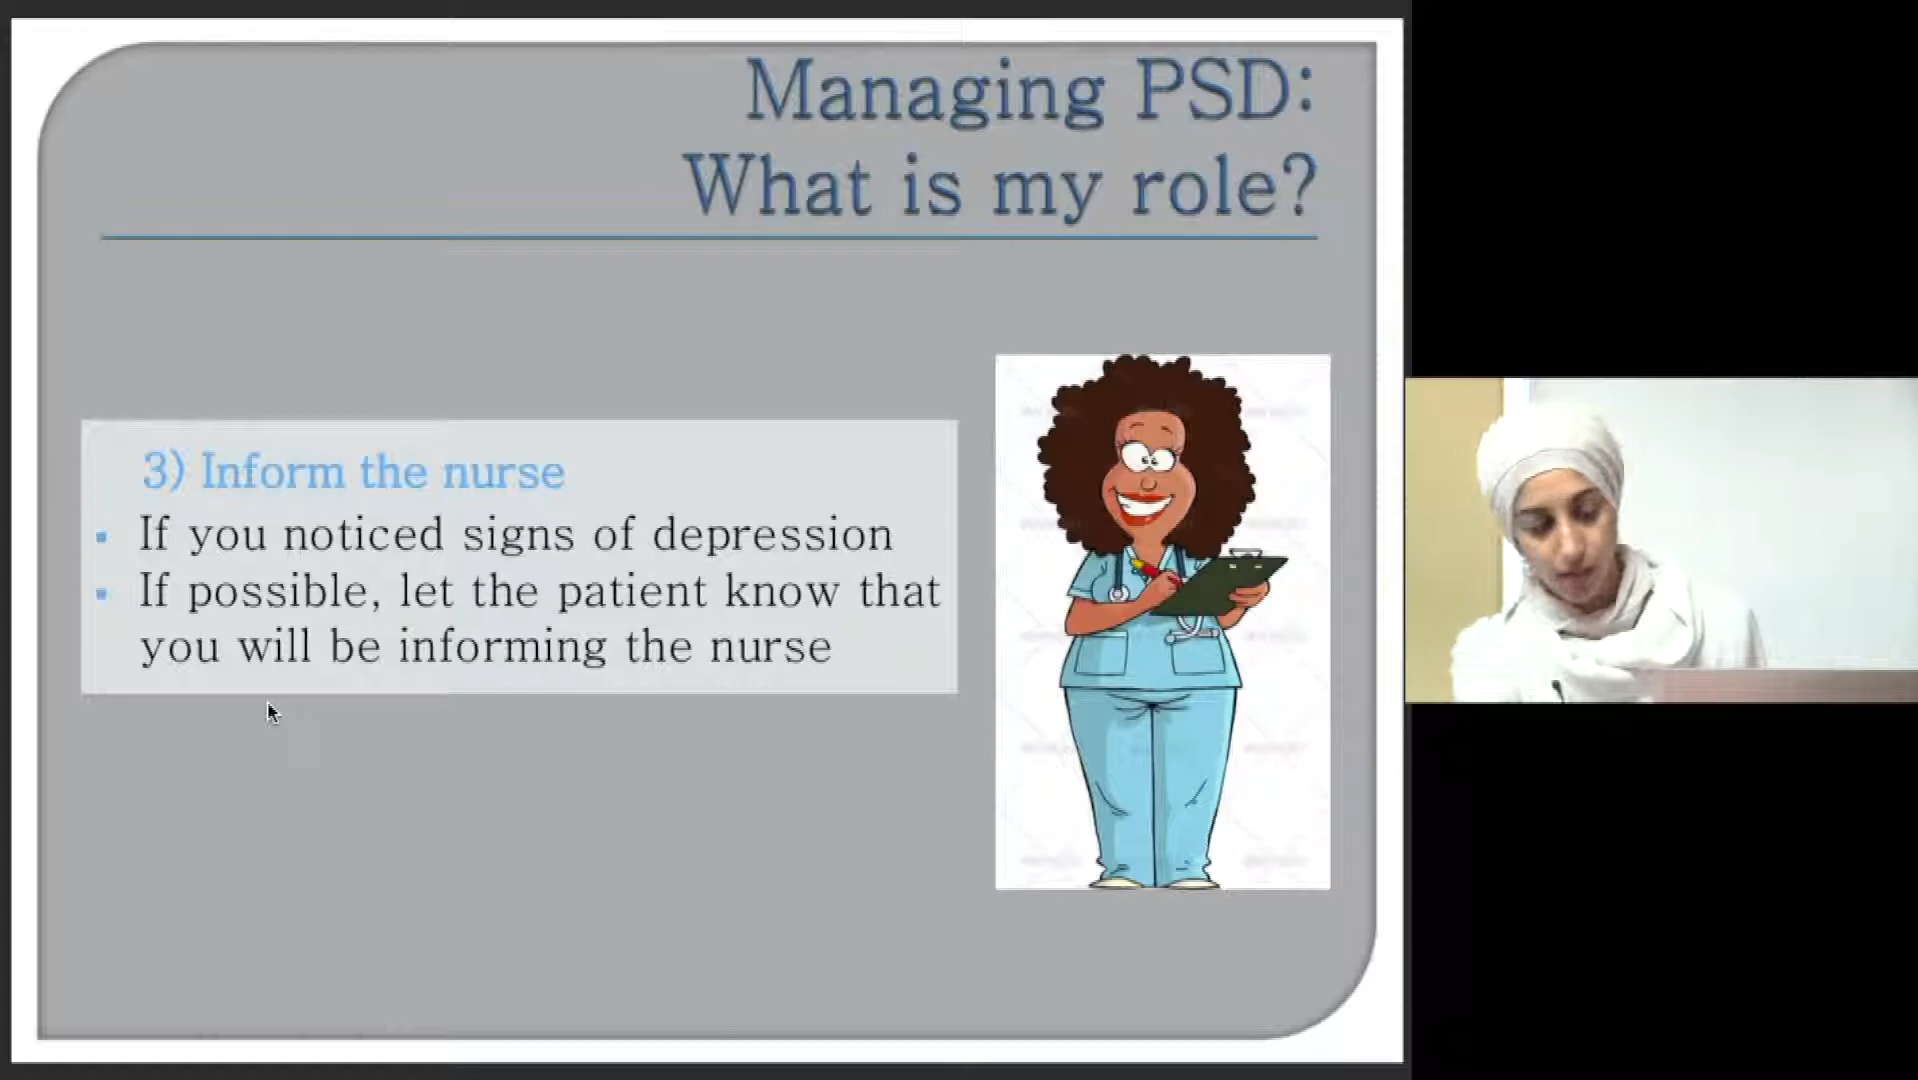 Managing PSD:
What is my role?
3) Inform the nurse
▪ If you noticed signs of depression
▪ If possible, let the patient know that
you will be informing the nurse